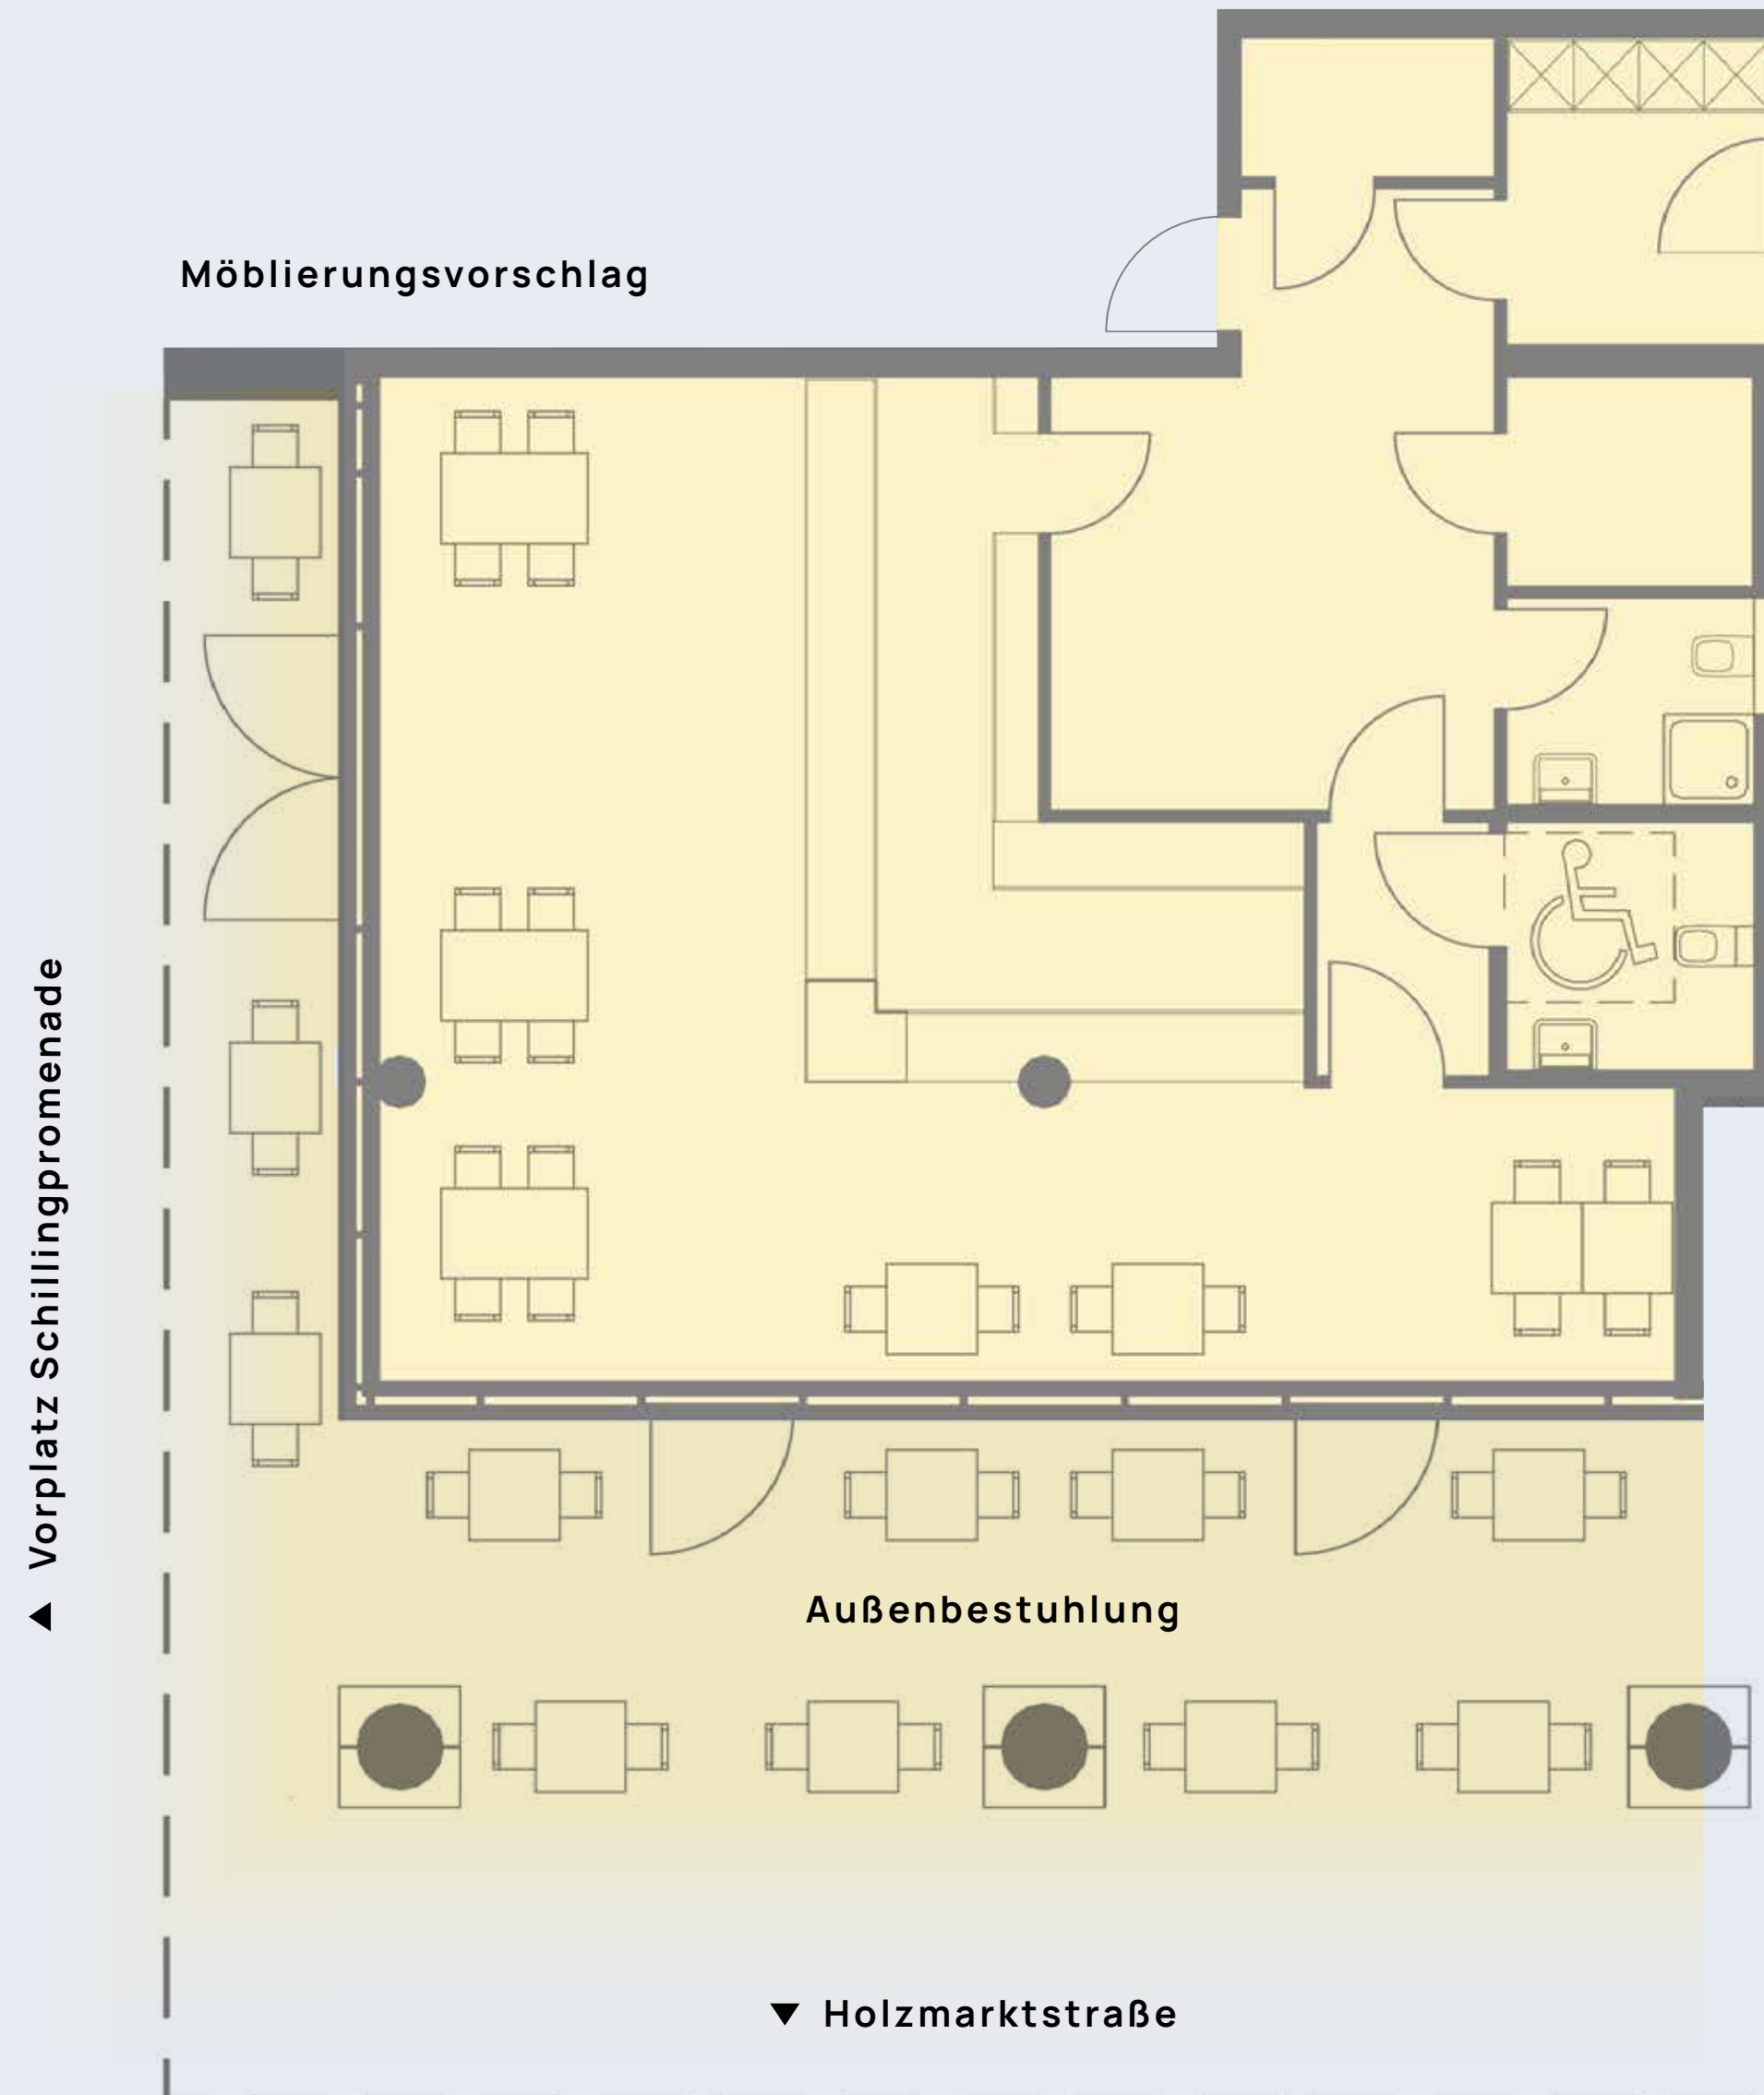 Möblierungsvorschlag
Vorplatz Schillingpromenade
Außenbestuhlung
Holzmarktstraße